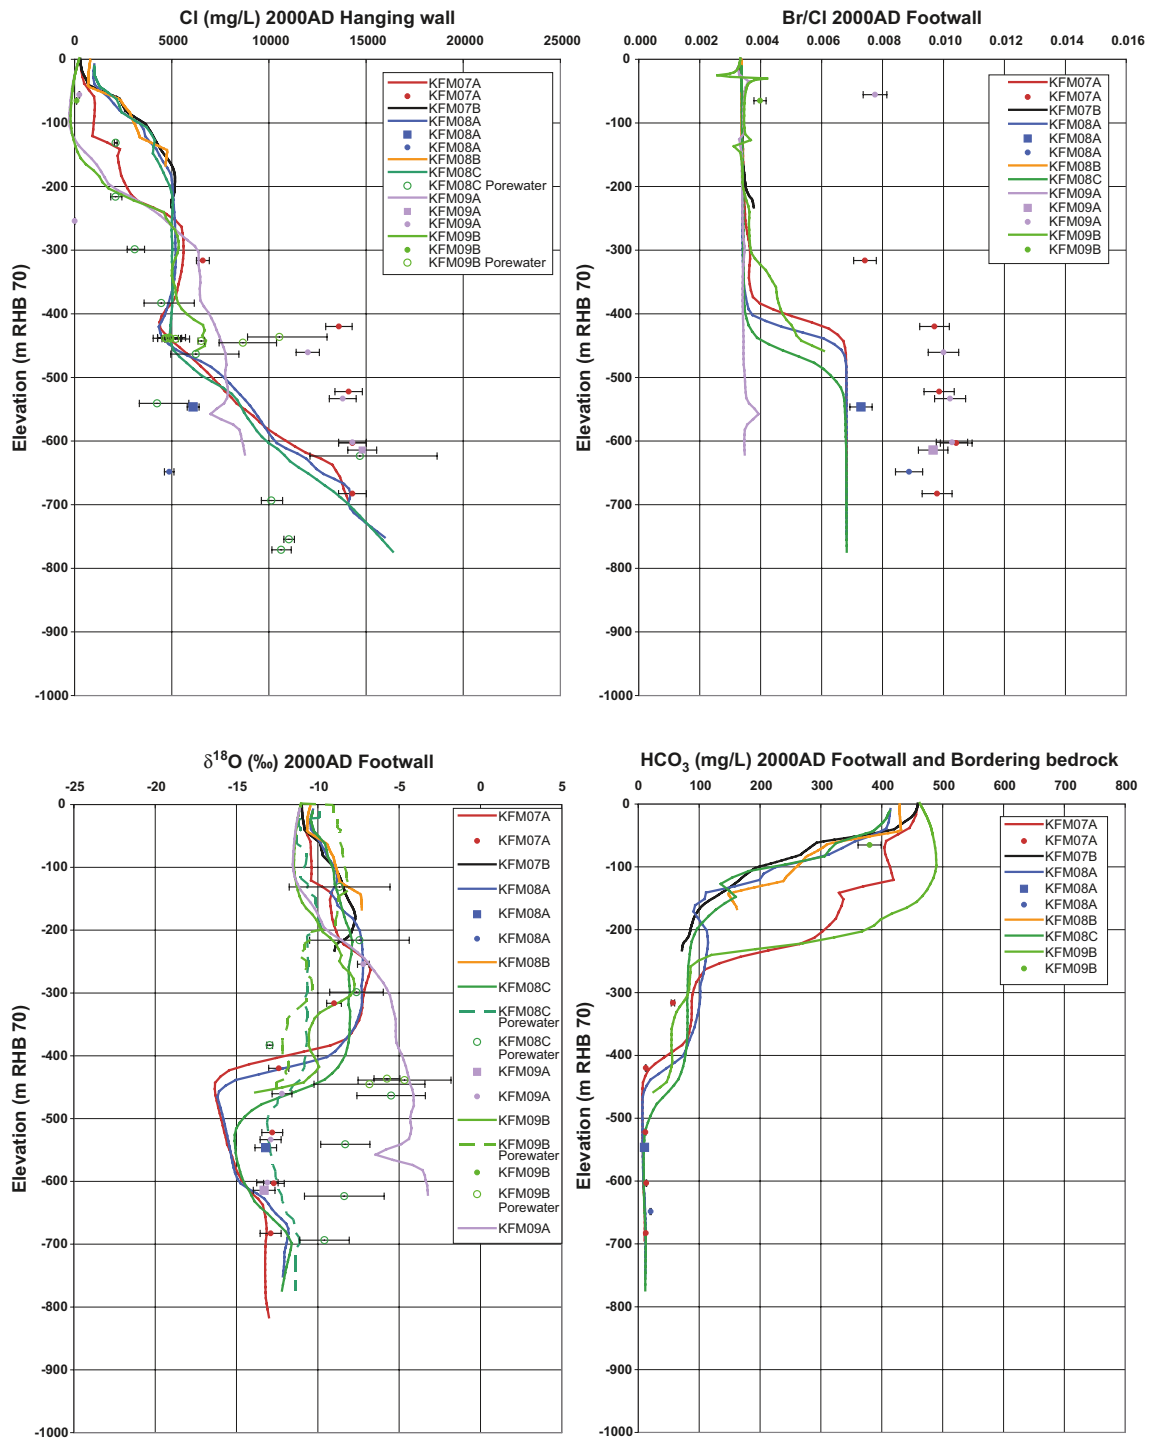 Cl (mg/L) 2000AD Hanging wall
0 5000 10000 15000 20000 25000
0
-100
-200
-300
-400
-500
-600
-700
-800
-900
-1000
Elevation (m RHB 70)
KFM07A
KFM07A
KFM07B
KFM08A
KFM08A
KFM08A
KFM08B
KFM08C
KFM08C Porewater
KFM09A
KFM09A
KFM09A
KFM09B
KFM09B
KFM09B Porewater
Br/Cl 2000AD Footwall
0.000 0.002 0.004 0.006 0.008 0.010 0.012 0.014 0.016
0
-100
-200
-300
-400
-500
-600
-700
-800
-900
-1000
Elevation (m RHB 70)
KFM07A
KFM07A
KFM07B
KFM08A
KFM08A
KFM08A
KFM08B
KFM08C
KFM09A
KFM09A
KFM09A
KFM09B
KFM09B
δ18O (‰) 2000AD Footwall
-25 -20 -15 -10 -5 0 5
0
-100
-200
-300
-400
-500
-600
-700
-800
-900
-1000
Elevation (m RHB 70)
KFM07A
KFM07A
KFM07B
KFM08A
KFM08A
KFM08A
KFM08B
KFM08C
KFM08C
Porewater
KFM08C
Porewater
KFM09A
KFM09A
KFM09B
KFM09B
Porewater
KFM09B
KFM09B
Porewater
KFM09A
HCO3 (mg/L) 2000AD Footwall and Bordering bedrock
0 100 200 300 400 500 600 700 800
0
-100
-200
-300
-400
-500
-600
-700
-800
-900
-1000
Elevation (m RHB 70)
KFM07A
KFM07A
KFM07B
KFM08A
KFM08A
KFM08A
KFM08B
KFM08C
KFM09B
KFM09B